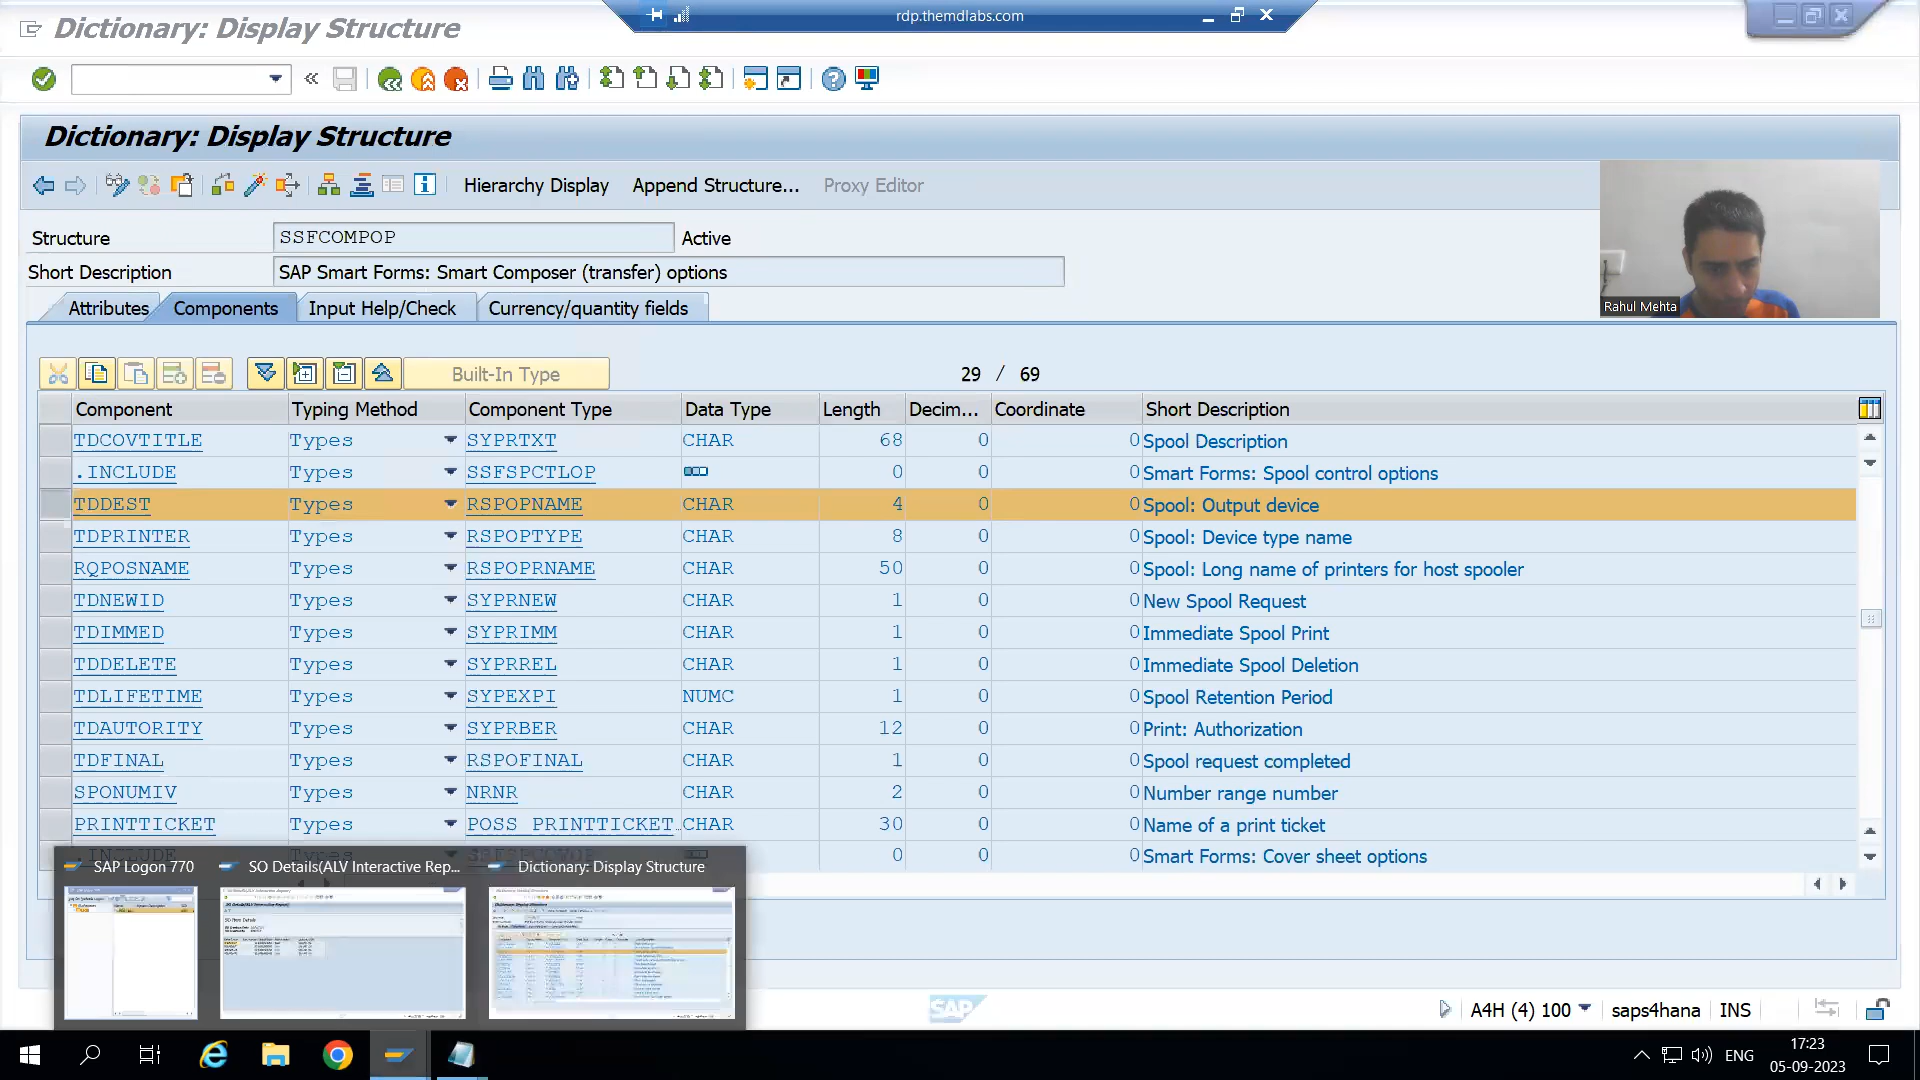 Dictionary: Display Structure
rdp.themdlabs.com
Dictionary: Display Structure
Hierarchy Display Append Structure... Proxy Editor
Structure SSFCOMPOP Active
Short Description SAP Smart Forms: Smart Composer (transfer) options
Rahul Mehta
Attributes Components Input Help/Check Currency/quantity fields
Built-In Type 29 / 69
Component Typing Method Component Type Data Type Length Decim... Coordinate Short Description
TDCOVTITLE Types SYPRTXT CHAR 68 0 0 Spool Description
.INCLUDE Types SSFSPCTLOP 0 0 0 Smart Forms: Spool control options
TDDEST Types RSPOPNAME CHAR 4 0 0 Spool: Output device
TDPRINTER Types RSPOPTYPE CHAR 8 0 0 Spool: Device type name
RQPOSNAME Types RSPOPRNAME CHAR 50 0 0 Spool: Long name of printers for host spooler
TDNEWID Types SYPRNEW CHAR 1 0 0 New Spool Request
TDIMMED Types SYPRIMM CHAR 1 0 0 Immediate Spool Print
TDDELETE Types SYPRREL CHAR 1 0 0 Immediate Spool Deletion
TDLIFETIME Types SYPEXPI NUMC 1 0 0 Spool Retention Period
TDAUTORITY Types SYPRBER CHAR 12 0 0 Print: Authorization
TDFINAL Types RSPOFINAL CHAR 1 0 0 Spool request completed
SPONUMIV Types NRNR CHAR 2 0 0 Number range number
PRINTTICKET Types POSS_PRINTTICKET... CHAR 30 0 0 Name of a print ticket
.INCLUDE 0 0 0 Smart Forms: Cover sheet options
SAP Logon 770 SO Details(ALV Interactive Rep... Dictionary: Display Structure
SAP
A4H (4) 100 saps4hana INS
ENG
17:23
05-09-2023